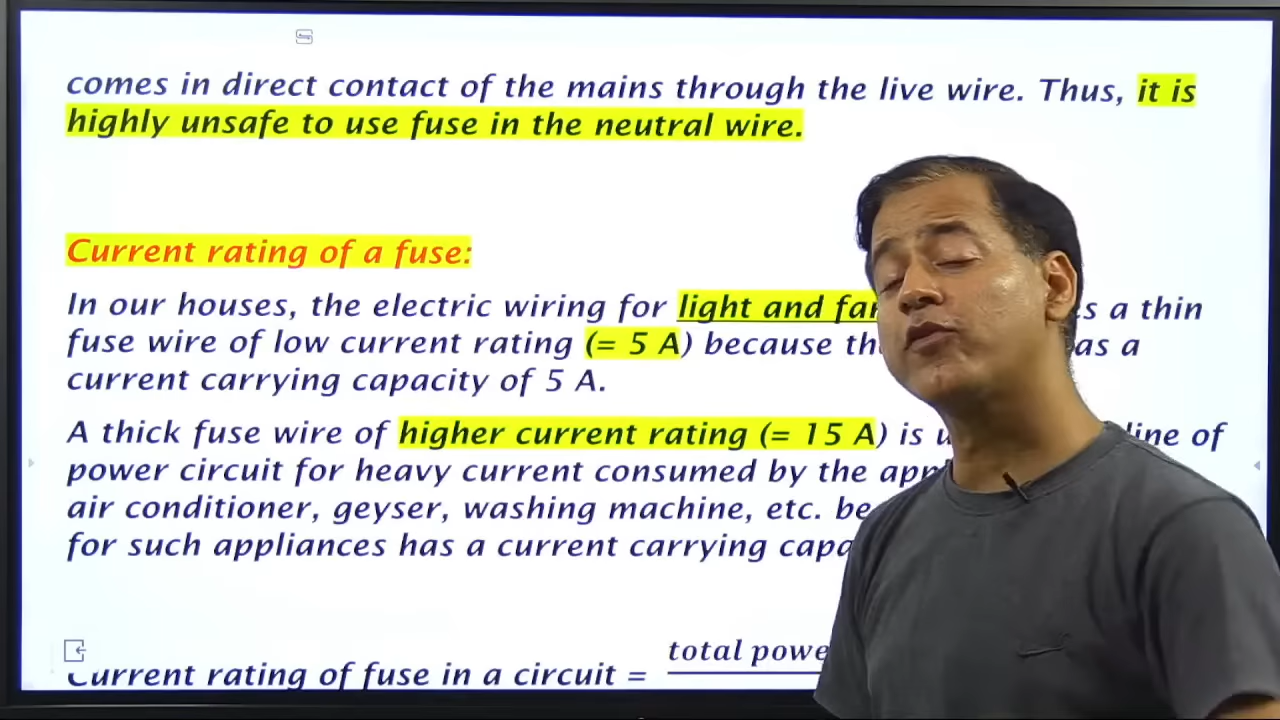 comes in direct contact of the mains through the live wire. Thus, it is
highly unsafe to use fuse in the neutral wire.
Current rating of a fuse:
In our houses, the electric wiring for light and fan s a thin
fuse wire of low current rating (= 5 A) because as a
current carrying capacity of 5 A.
A thick fuse wire of higher current rating (= 15 A) is line of
power circuit for heavy current consumed by the
air conditioner, geyser, washing machine, etc.
for such appliances has a current carrying
Current rating of fuse in a circuit = total